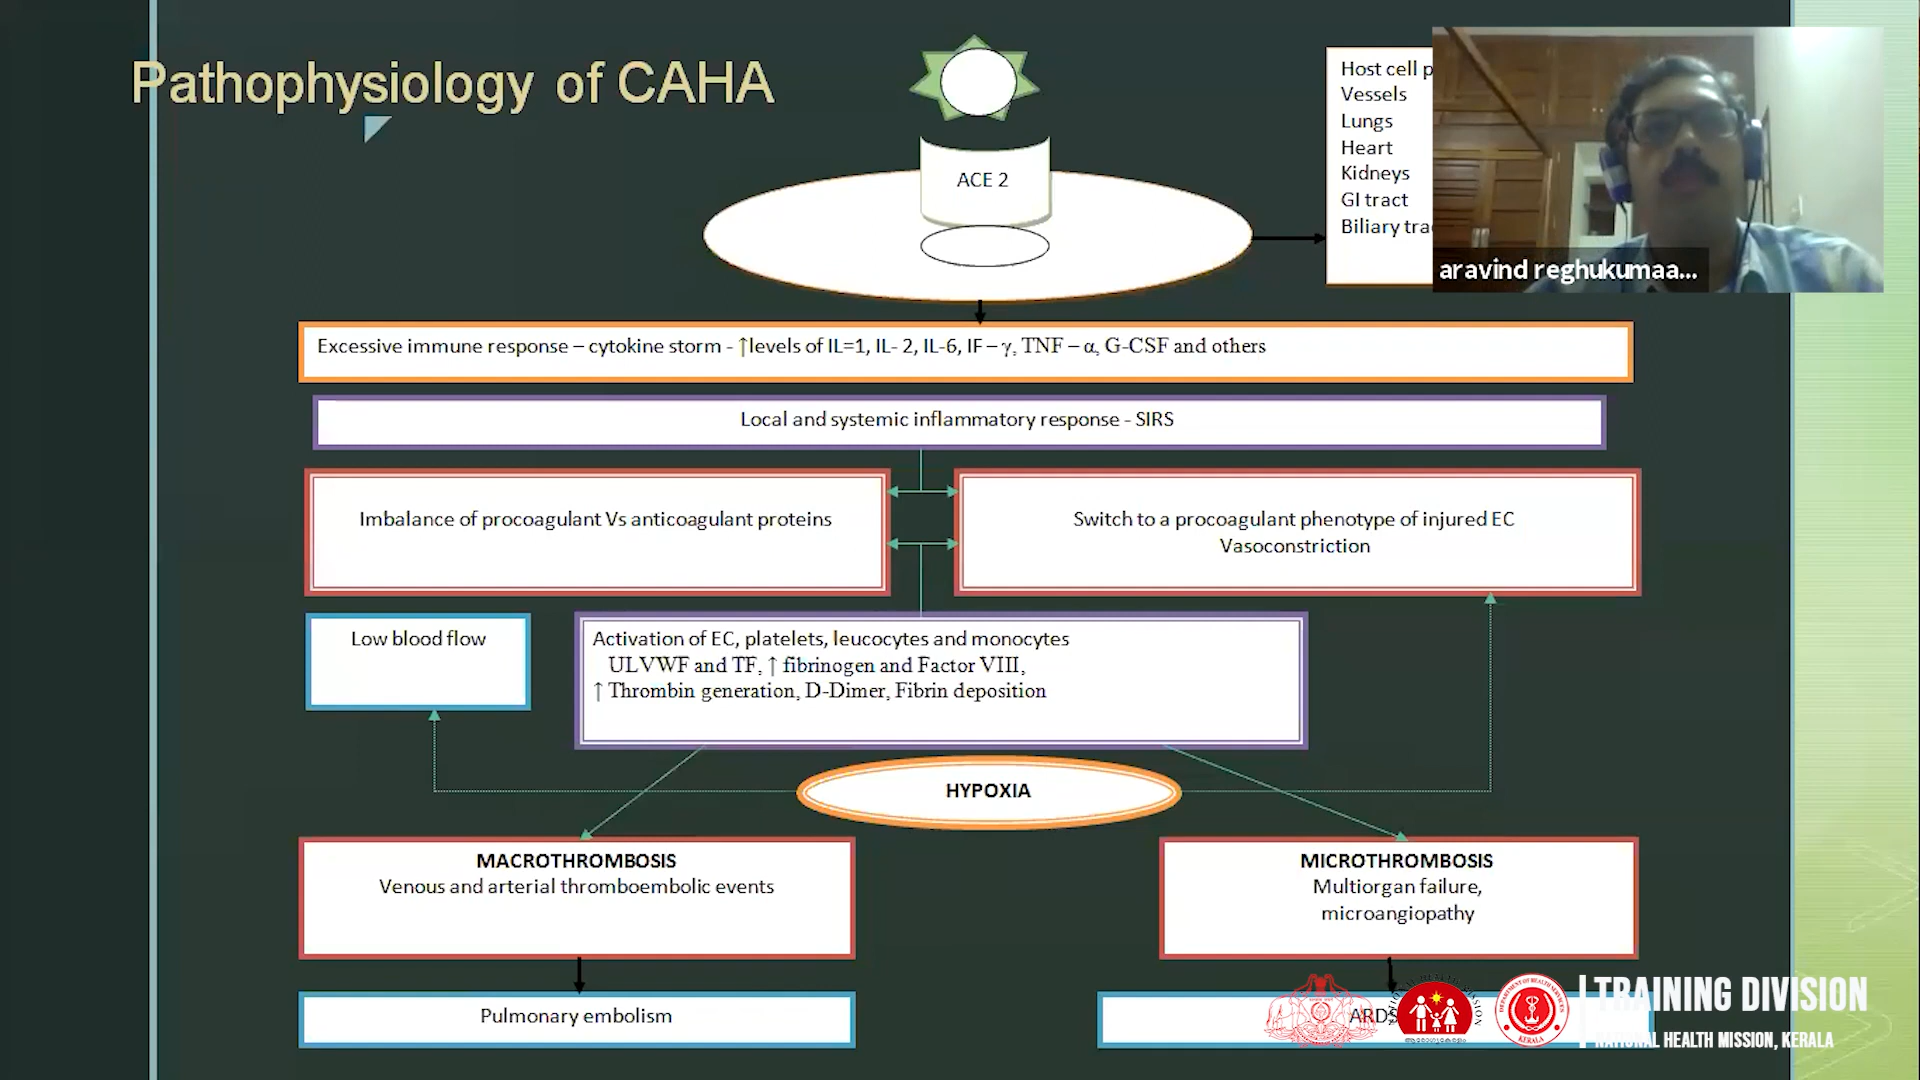 Pathophysiology of CAHA
ACE 2
Host cell p
Vessels
Lungs
Heart
Kidneys
GI tract
Biliary tra
aravind reghukumaa...
Excessive immune response – cytokine storm - ↑levels of IL=1, IL- 2, IL-6, IF – γ, TNF – α, G-CSF and others
Local and systemic inflammatory response - SIRS
Imbalance of procoagulant Vs anticoagulant proteins
Switch to a procoagulant phenotype of injured EC
Vasoconstriction
Low blood flow
Activation of EC, platelets, leucocytes and monocytes
ULVWF and TF, ↑ fibrinogen and Factor VIII,
↑ Thrombin generation, D-Dimer, Fibrin deposition
HYPOXIA
MACROTHROMBOSIS
Venous and arterial thromboembolic events
MICROTHROMBOSIS
Multiorgan failure,
microangiopathy
Pulmonary embolism
ARDS
TRAINING DIVISION
NATIONAL HEALTH MISSION, KERALA